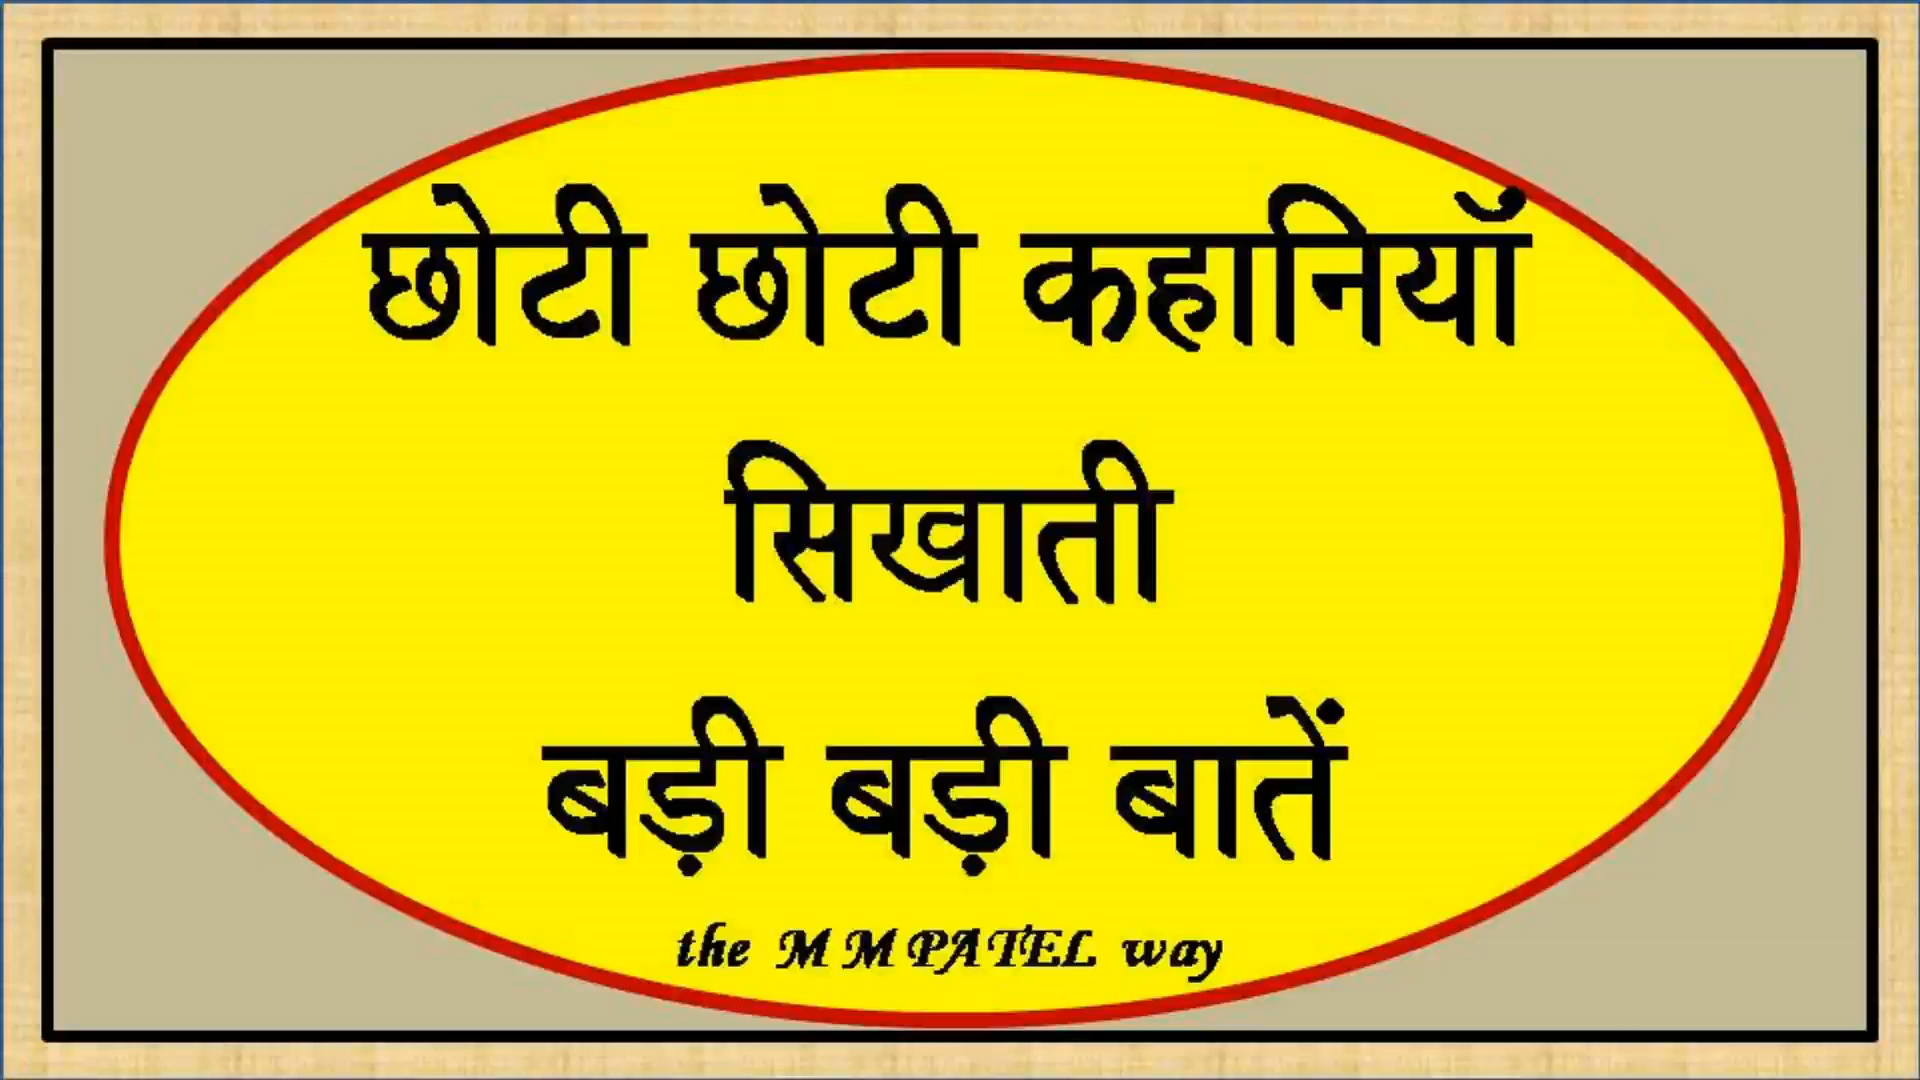 छोटी छोटी कहानियाँ
सिखाती
बड़ी बड़ी बातें
the M M PATEL way